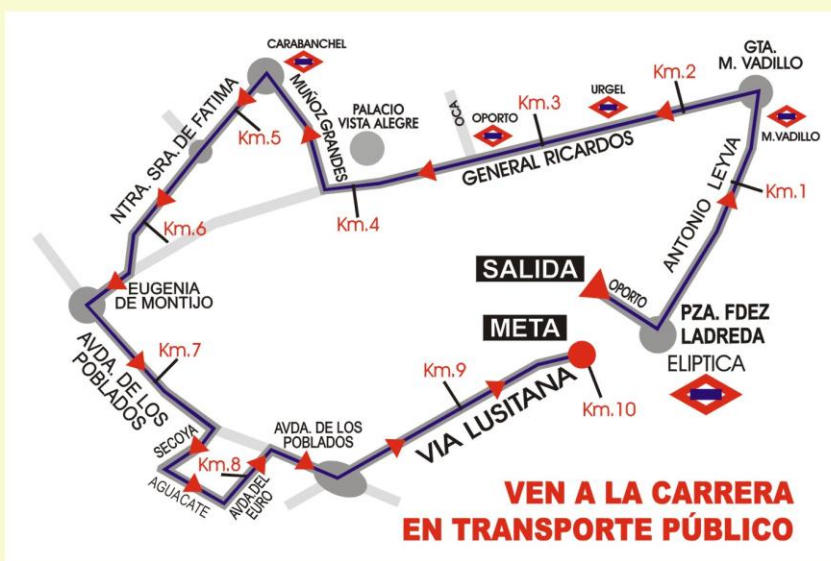 CARABANCHEL
GTA.
M. VADILLO
Km.2
URGEL
Km.3
OPORTO
OCA
PALACIO
VISTA ALEGRE
MUÑOZ GRANDES
M.VADILLO
Km.5
NTRA. SRA. DE FATIMA
GENERAL RICARDOS
Km.1
ANTONIO LEYVA
Km.4
Km.6
SALIDA
OPORTO
EUGENIA
DE MONTIJO
META
PZA. FDEZ
LADREDA
ELIPTICA
Km.7
AVDA. DE LOS
POBLADOS
Km.9
VIA LUSITANA
Km.10
SECOYA
AVDA. DE LOS
POBLADOS
Km.8
AGUACATE
AVDA.DEL
EURO
VEN A LA CARRERA
EN TRANSPORTE PÚBLICO